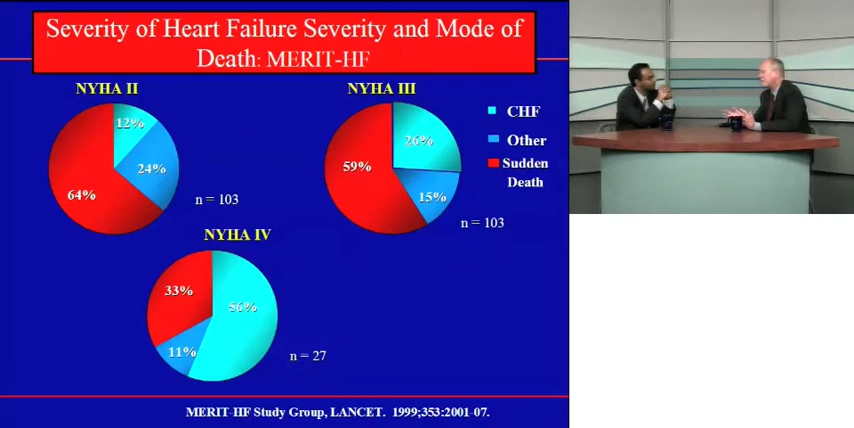 Severity of Heart Failure Severity and Mode of
Death: MERIT-HF
NYHA II
12%
24%
64%
n = 103
NYHA III
26%
59%
15%
n = 103
CHF
Other
Sudden
Death
NYHA IV
33%
56%
11%
n = 27
MERIT-HF Study Group, LANCET. 1999;353:2001-07.